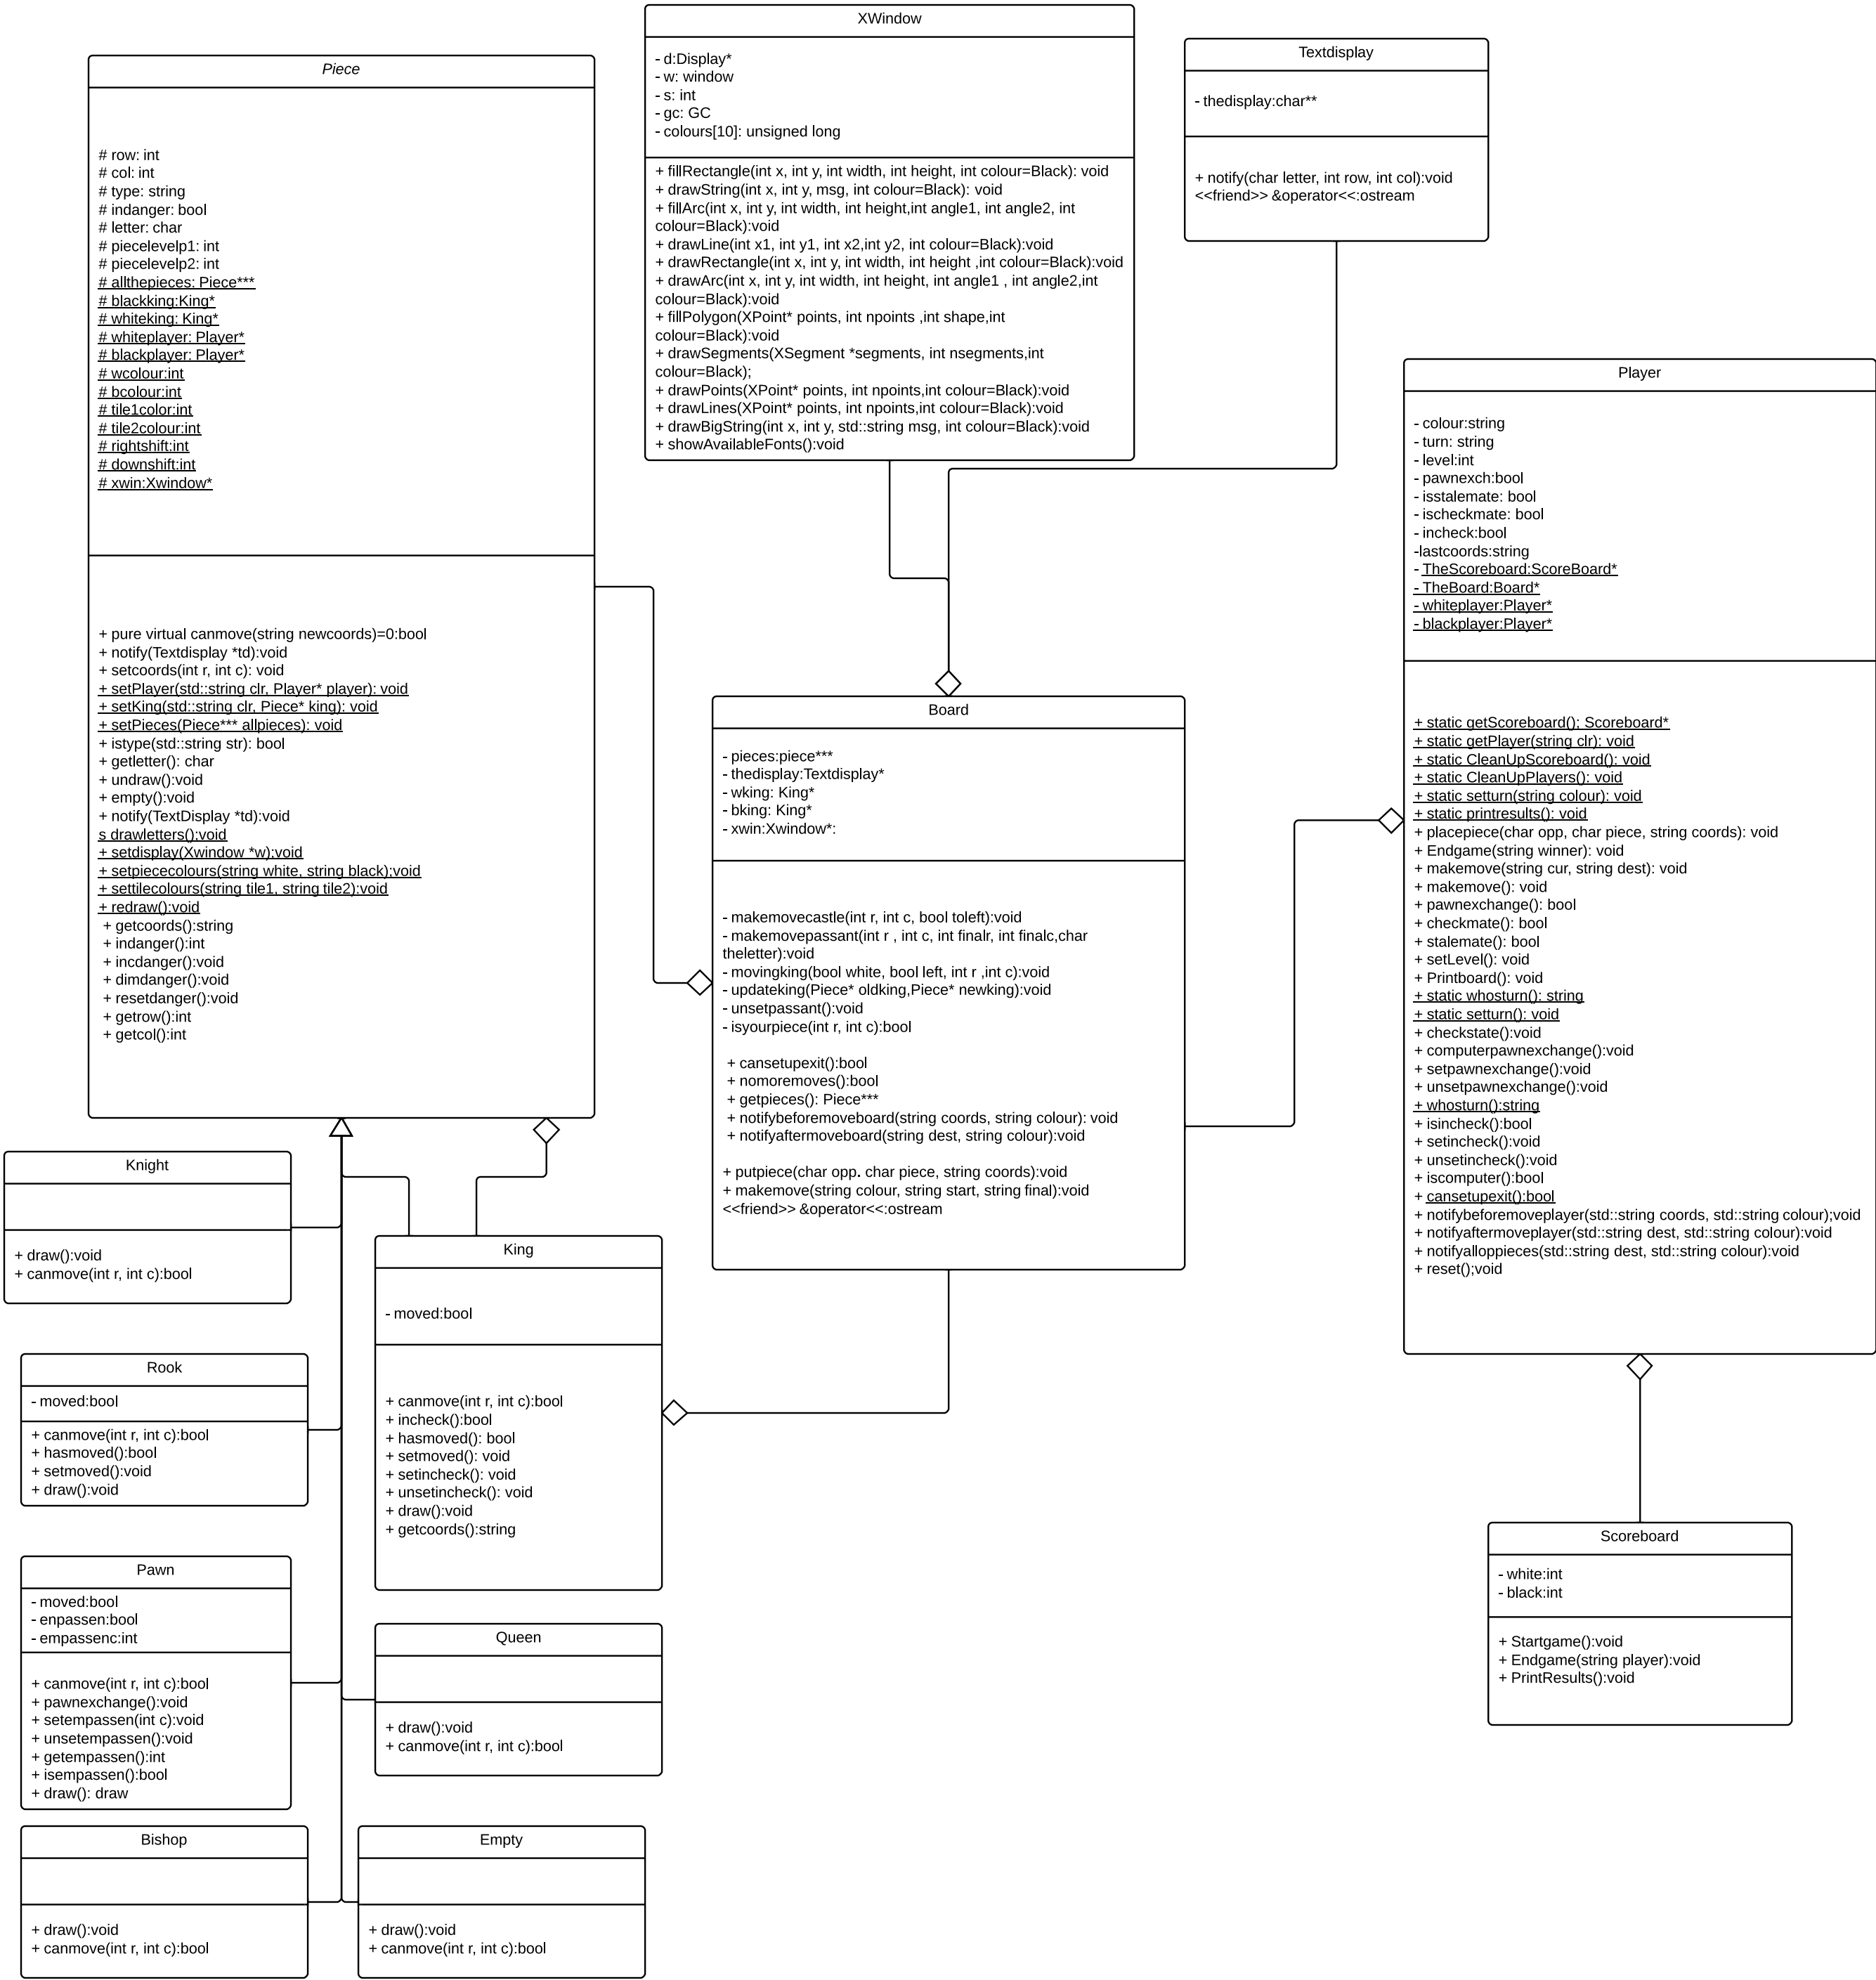 Piece
# row: int
# col: int
# type: string
# indanger: bool
# letter: char
# piecelevelp1: int
# piecelevelp2: int
# allthepieces: Piece***
# blackking:King*
# whiteking: King*
# whiteplayer: Player*
# blackplayer: Player*
# wcolour:int
# bcolour:int
# tile1color:int
# tile2colour:int
# rightshift:int
# downshift:int
# xwin:Xwindow*
+ pure virtual canmove(string newcoords)=0:bool
+ notify(Textdisplay *td):void
+ setcoords(int r, int c): void
+ setPlayer(std::string clr, Player* player): void
+ setKing(std::string clr, Piece* king): void
+ setPieces(Piece*** allpieces): void
+ istype(std::string str): bool
+ getletter(): char
+ undraw():void
+ empty():void
+ notify(TextDisplay *td):void
s drawletters();void
+ setdisplay(Xwindow *w):void
+ setpiececolours(string white, string black);void
+ settilecolours(string tile1, string tile2):void
+ redraw():void
+ getcoords():string
+ indanger():int
+ incdanger():void
+ dimdanger():void
+ resetdanger():void
+ getrow():int
+ getcol():int
XWindow
- d:Display*
- w: window
- s: int
- gc: GC
- colours[10]: unsigned long
+ fillRectangle(int x, int y, int width, int height, int colour=Black): void
+ drawString(int x, int y, msg, int colour=Black): void
+ fillArc(int x, int y, int width, int height,int angle1, int angle2, int
colour=Black):void
+ drawLine(int x1, int y1, int x2,int y2, int colour=Black):void
+ drawRectangle(int x, int y, int width, int height ,int colour=Black):void
+ drawArc(int x, int y, int width, int height, int angle1 , int angle2,int
colour=Black):void
+ fillPolygon(XPoint* points, int npoints ,int shape,int
colour=Black):void
+ drawSegments(XSegment *segments, int nsegments,int
colour=Black);
+ drawPoints(XPoint* points, int npoints,int colour=Black):void
+ drawLines(XPoint* points, int npoints,int colour=Black):void
+ drawBigString(int x, int y, std::string msg, int colour=Black):void
+ showAvailableFonts():void
Textdisplay
- thedisplay:char**
+ notify(char letter, int row, int col):void
<<friend>> &operator<<:ostream
Player
- colour:string
- turn: string
- level:int
- pawnexch:bool
- isstalemate: bool
- ischeckmate: bool
- incheck:bool
-lastcoords:string
- TheScoreboard:ScoreBoard*
- TheBoard:Board*
- whiteplayer:Player*
- blackplayer:Player*
+ static getScoreboard(); Scoreboard*
+ static getPlayer(string clr): void
+ static CleanUpScoreboard(): void
+ static CleanUpPlayers(): void
+ static setturn(string colour): void
+ static printresults(): void
+ placepiece(char opp, char piece, string coords): void
+ Endgame(string winner): void
+ makemove(string cur, string dest): void
+ makemove(): void
+ pawnexchange(): bool
+ checkmate(): bool
+ stalemate(): bool
+ setLevel(): void
+ Printboard(): void
+ static whosturn(): string
+ static setturn(): void
+ checkstate():void
+ computerpawnexchange():void
+ setpawnexchange():void
+ unsetpawnexchange():void
+ whosturn():string
+ isincheck():bool
+ setincheck():void
+ unsetincheck():void
+ iscomputer():bool
+ cansetupexit():bool
+ notifybeforemoveplayer(std::string coords, std::string colour);void
+ notifyaftermoveplayer(std::string dest, std::string colour):void
+ notifyalloppieces(std::string dest, std::string colour):void
+ reset();void
Board
- pieces:piece***
- thedisplay:Textdisplay*
- wking: King*
- bking: King*
- xwin:Xwindow*:
- makemovecastle(int r, int c, bool toleft):void
- makemovepassant(int r , int c, int finalr, int finalc,char
theletter):void
- movingking(bool white, bool left, int r ,int c):void
- updateking(Piece* oldking,Piece* newking):void
- unsetpassant():void
- isyourpiece(int r, int c):bool
+ cansetupexit():bool
+ nomoremoves():bool
+ getpieces(): Piece***
+ notifybeforemoveboard(string coords, string colour): void
+ notifyaftermoveboard(string dest, string colour):void
+ putpiece(char opp. char piece, string coords):void
+ makemove(string colour, string start, string final):void
<<friend>> &operator<<:ostream
Knight
+ draw():void
+ canmove(int r, int c):bool
King
- moved:bool
+ canmove(int r, int c):bool
+ incheck():bool
+ hasmoved(): bool
+ setmoved(): void
+ setincheck(): void
+ unsetincheck(): void
+ draw():void
+ getcoords():string
Rook
- moved:bool
+ canmove(int r, int c):bool
+ hasmoved():bool
+ setmoved():void
+ draw():void
Pawn
- moved:bool
- enpassen:bool
- empassenc:int
+ canmove(int r, int c):bool
+ pawnexchange():void
+ setempassen(int c):void
+ unsetempassen():void
+ getempassen():int
+ isempassen():bool
+ draw(): draw
Queen
+ draw():void
+ canmove(int r, int c):bool
Scoreboard
- white:int
- black:int
+ Startgame():void
+ Endgame(string player):void
+ PrintResults():void
Bishop
+ draw():void
+ canmove(int r, int c):bool
Empty
+ draw():void
+ canmove(int r, int c):bool